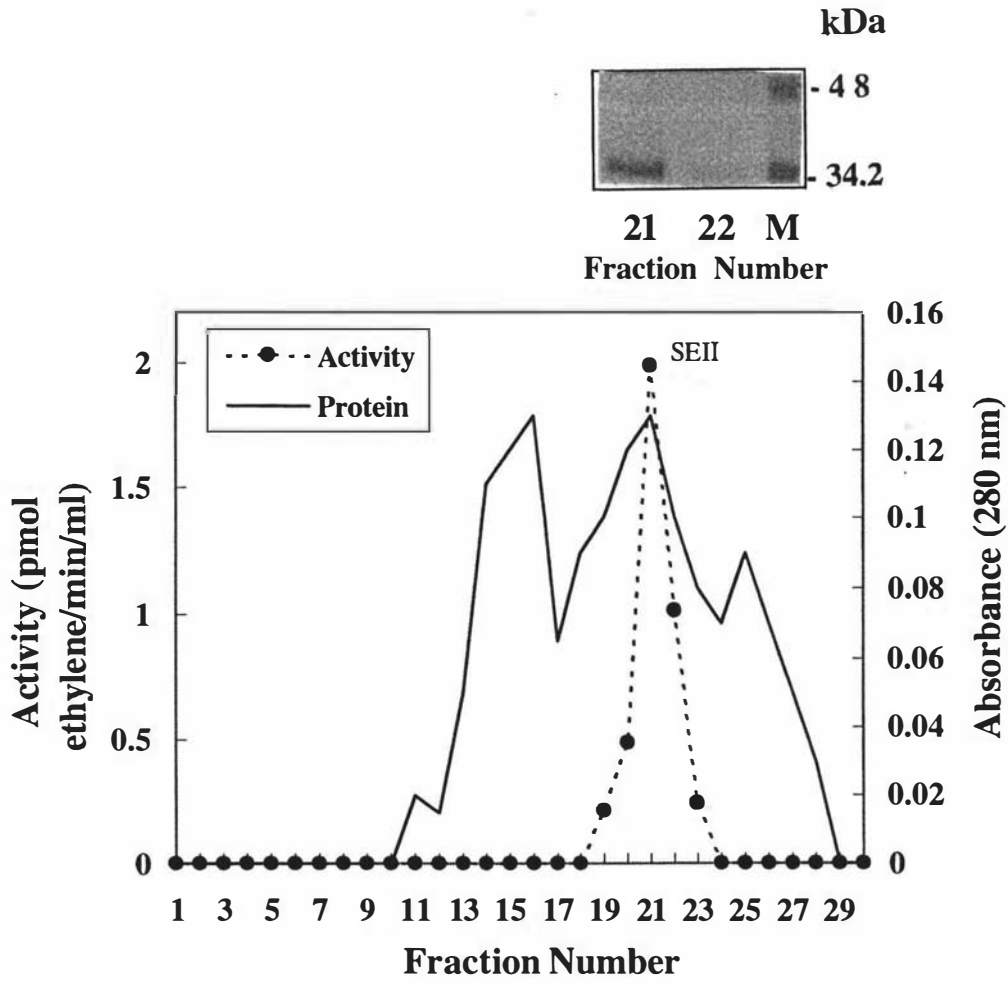 kDa
- 4 8
- 34.2
21 22 M
Fraction Number
Activity
Protein
SEII
2
1.5
1
0.5
0
Activity (pmol
ethylene/min/ml)
0.16
0.14
0.12
0.1
0.08
0.06
0.04
0.02
0
Absorbance (280 nm)
1 3 5 7 9 11 13 15 17 19 21 23 25 27 29
Fraction Number